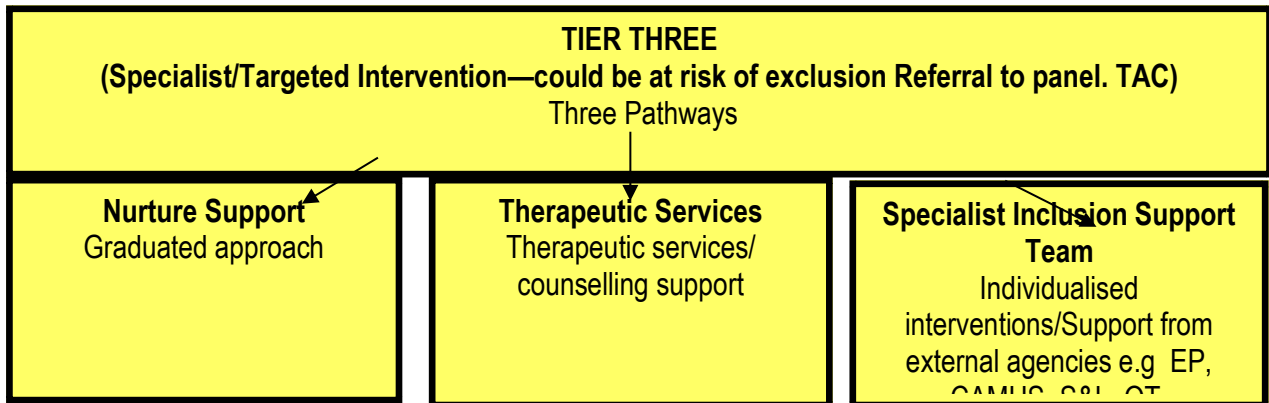 TIER THREE
(Specialist/Targeted Intervention—could be at risk of exclusion Referral to panel. TAC)
Three Pathways
Nurture Support
Graduated approach
Therapeutic Services
Therapeutic services/
counselling support
Specialist Inclusion Support
Team
Individualised
interventions/Support from
external agencies e.g EP,